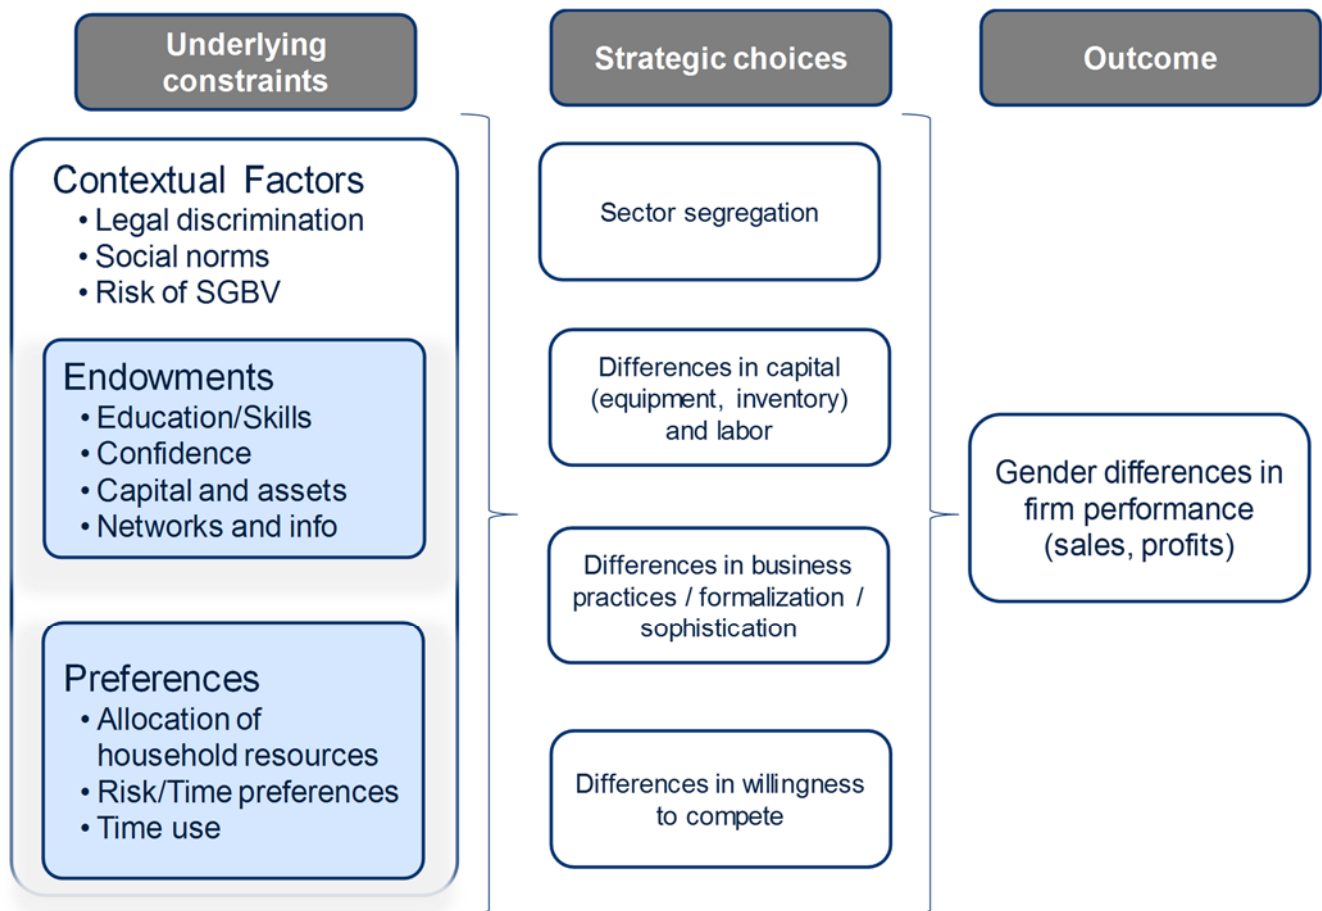 Underlying
constraints
Contextual Factors
• Legal discrimination
• Social norms
• Risk of SGBV
Endowments
• Education/Skills
• Confidence
• Capital and assets
• Networks and info
Preferences
• Allocation of
household resources
• Risk/Time preferences
• Time use
Strategic choices
Sector segregation
Differences in capital
(equipment, inventory)
and labor
Differences in business
practices / formalization /
sophistication
Differences in willingness
to compete
Outcome
Gender differences in
firm performance
(sales, profits)